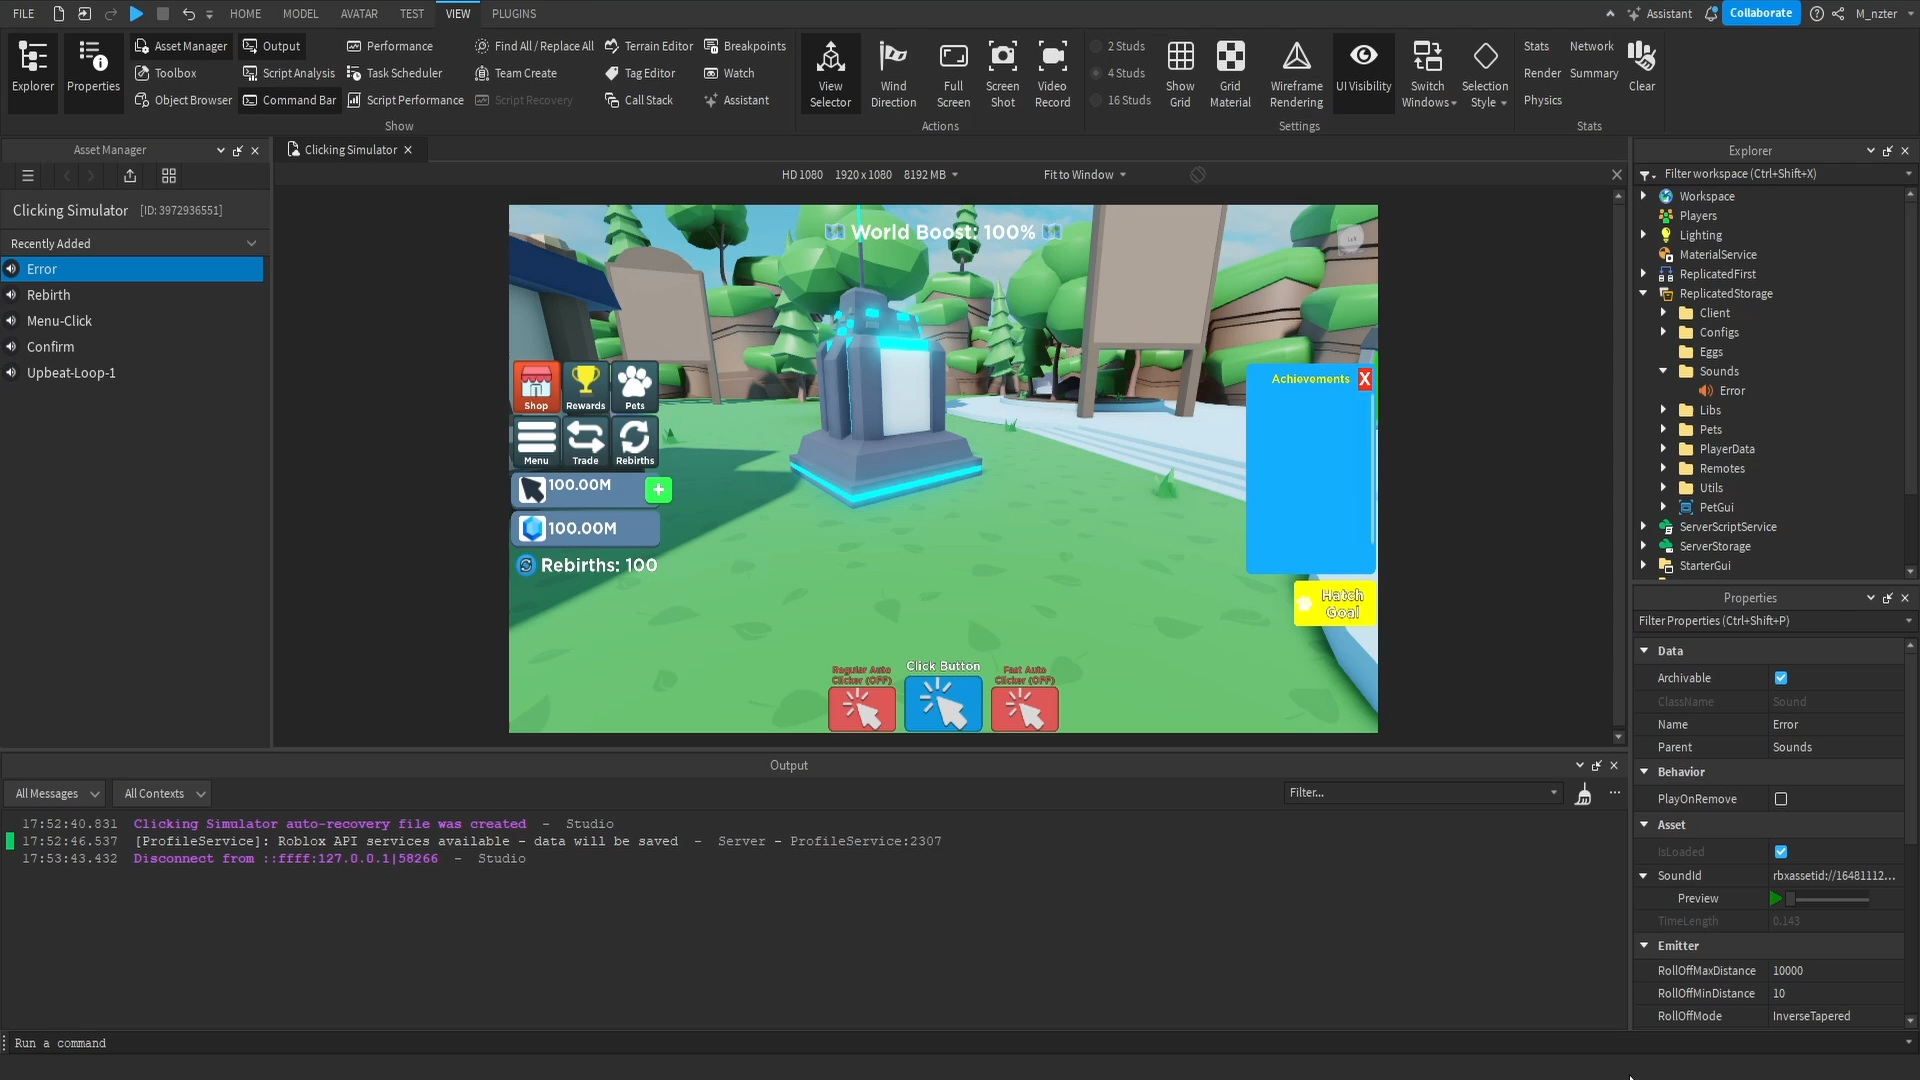 FILE HOME MODEL AVATAR TEST VIEW PLUGINS Assistant Collaborate M_nzter
Explorer
Properties
Asset Manager
Toolbox
Object Browser
Output
Script Analysis
Command Bar
Performance
Task Scheduler
Script Performance
Find All / Replace All
Team Create
Script Recovery
Terrain Editor
Tag Editor
Call Stack
Breakpoints
Watch
Assistant
Show
View
Selector
Wind
Direction
Full
Screen
Screen
Shot
Video
Record
Actions
2 Studs
4 Studs
16 Studs
Show
Grid
Grid
Material
Wireframe
Rendering
UI Visibility
Switch
Windows
Selection
Style
Settings
Stats
Render
Physics
Network
Summary
Clear
Stats
Asset Manager
Clicking Simulator [ID: 3972936551]
Recently Added
Error
Rebirth
Menu-Click
Confirm
Upbeat-Loop-1
Clicking Simulator
HD 1080 1920 x 1080 8192 MB Fit to Window
World Boost: 100%
Shop
Rewards
Pets
Menu
Trade
Rebirths
100.00M
+
100.00M
Rebirths: 100
Achievements X
Hatch
Goal
Regular Auto
Clicker (OFF)
Click Button
Fast Auto
Clicker (OFF)
Explorer
Filter workspace (Ctrl+Shift+X)
Workspace
Players
Lighting
MaterialService
ReplicatedFirst
ReplicatedStorage
Client
Configs
Eggs
Sounds
Error
Libs
Pets
PlayerData
Remotes
Utils
PetGui
ServerScriptService
ServerStorage
StarterGui
Properties
Filter Properties (Ctrl+Shift+P)
Data
Archivable
ClassName Sound
Name Error
Parent Sounds
Behavior
PlayOnRemove
Asset
IsLoaded
SoundId rbxassetid://16481112...
Preview
TimeLength 0.143
Emitter
RollOffMaxDistance 10000
RollOffMinDistance 10
RollOffMode InverseTapered
Output
All Messages All Contexts Filter...
17:52:40.831 Clicking Simulator auto-recovery file was created - Studio
17:52:46.537 [ProfileService]: Roblox API services available - data will be saved - Server - ProfileService:2307
17:53:43.432 Disconnect from ::ffff:127.0.0.1|58266 - Studio
Run a command